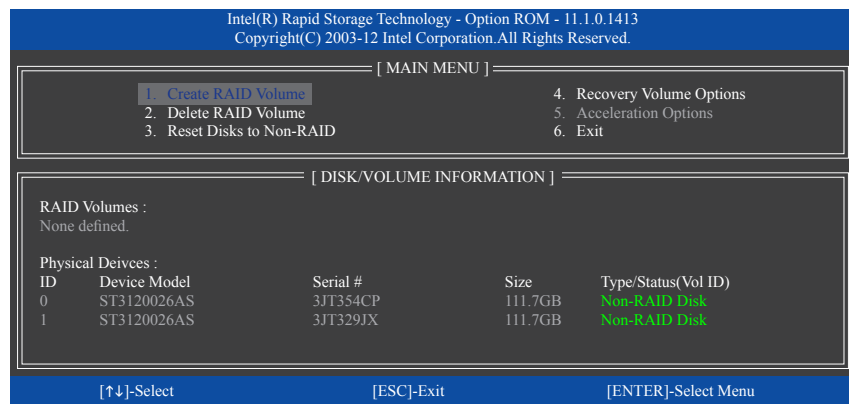 Intel(R) Rapid Storage Technology - Option ROM - 11.1.0.1413
Copyright(C) 2003-12 Intel Corporation.All Rights Reserved.
[ MAIN MENU ]
1. Create RAID Volume
2. Delete RAID Volume
3. Reset Disks to Non-RAID
4. Recovery Volume Options
5. Acceleration Options
6. Exit
[ DISK/VOLUME INFORMATION ]
RAID Volumes :
None defined.
Physical Deivces :
ID Device Model Serial # Size Type/Status(Vol ID)
0 ST3120026AS 3JT354CP 111.7GB Non-RAID Disk
1 ST3120026AS 3JT329JX 111.7GB Non-RAID Disk
[↑↓]-Select [ESC]-Exit [ENTER]-Select Menu